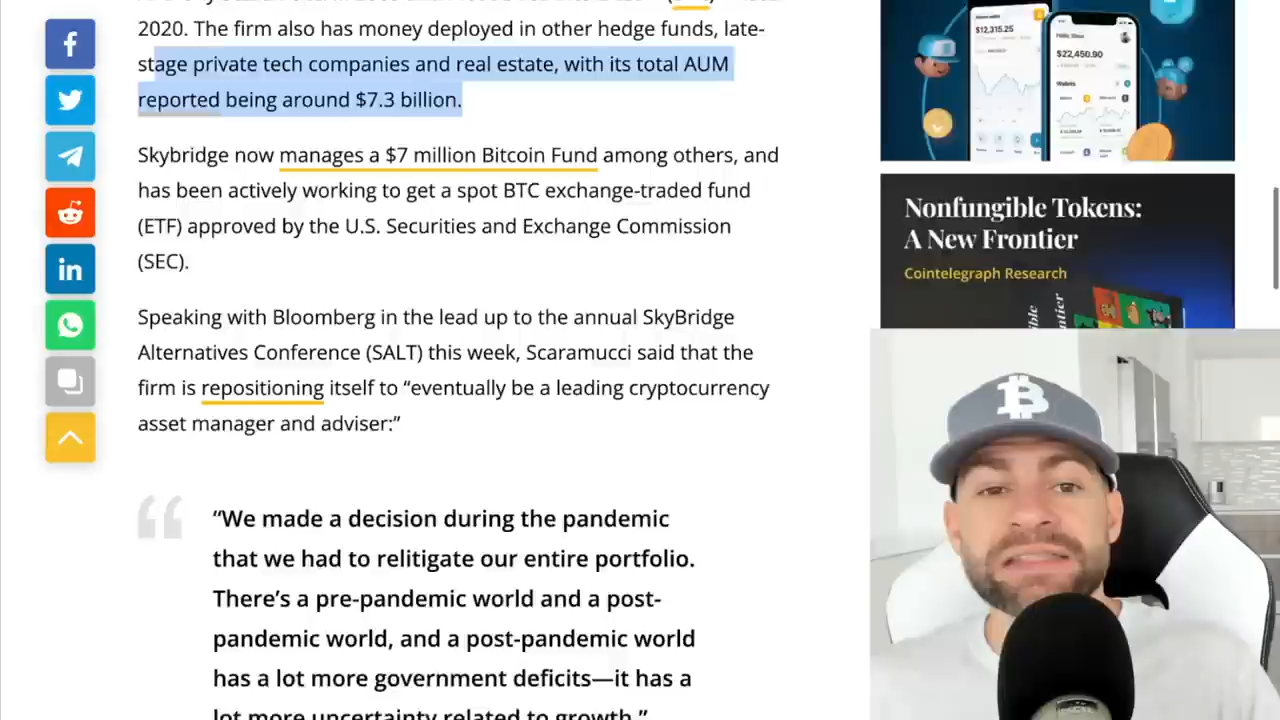 2020. The firm also has money deployed in other hedge funds, late-
stage private tech companies and real estate, with its total AUM
reported being around $7.3 billion.
Skybridge now manages a $7 million Bitcoin Fund among others, and
has been actively working to get a spot BTC exchange-traded fund
(ETF) approved by the U.S. Securities and Exchange Commission
(SEC).
Speaking with Bloomberg in the lead up to the annual SkyBridge
Alternatives Conference (SALT) this week, Scaramucci said that the
firm is repositioning itself to “eventually be a leading cryptocurrency
asset manager and adviser:”
“We made a decision during the pandemic
that we had to relitigate our entire portfolio.
There’s a pre-pandemic world and a post-
pandemic world, and a post-pandemic world
has a lot more government deficits—it has a
lot more uncertainty related to growth.”
$12,315.25
$22,450.90
Wallets
Nonfungible Tokens:
A New Frontier
Cointelegraph Research